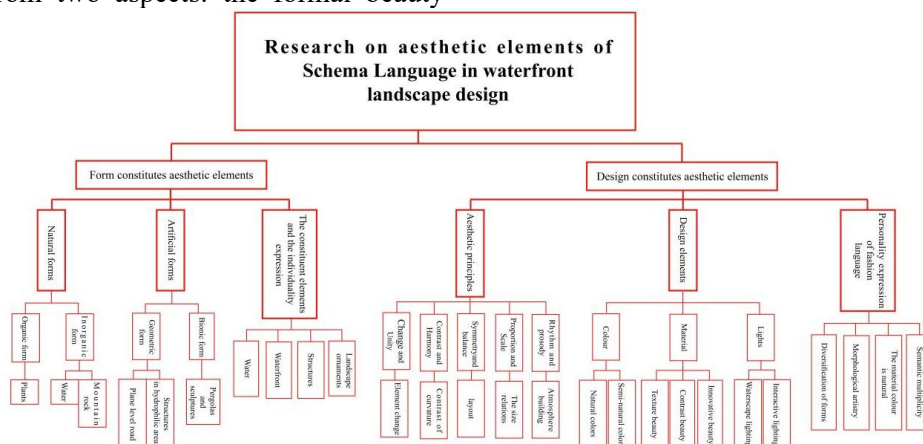 from two aspects: the formal beauty
Research on aesthetic elements of
Schema Language in waterfront
landscape design
Form constitutes aesthetic elements
Design constitutes aesthetic elements
Natural forms
Artificial forms
The constituent elements
and the individuality
expression
Aesthetic principles
Design elements
Personality expression
of fashion
language
Organic form
Inorganic
form
Geometric
form
Bionic form
Water
Waterfront
Structures
Landscape
ornaments
Change and
Unity
Contrast and
Harmony
Symmetryand
balance
Proportion and
Scale
Rhythm and
prosody
Colour
Material
Lights
Diversification of forms
Morphological artistry
The material colour
is natural
Semantic multiplicity
Plants
Water
Mountain
rock
Plane level road
Structures
in hydrophilic area
Pergolas
and
sculptures
Element change
Contrast of
curvature
layout
The size
relations
Atmosphere
building
Natural colors
Semi-natural color
Texture beauty
Contrast beauty
Innovative beauty
Waterscape lighting
Interactive lighting